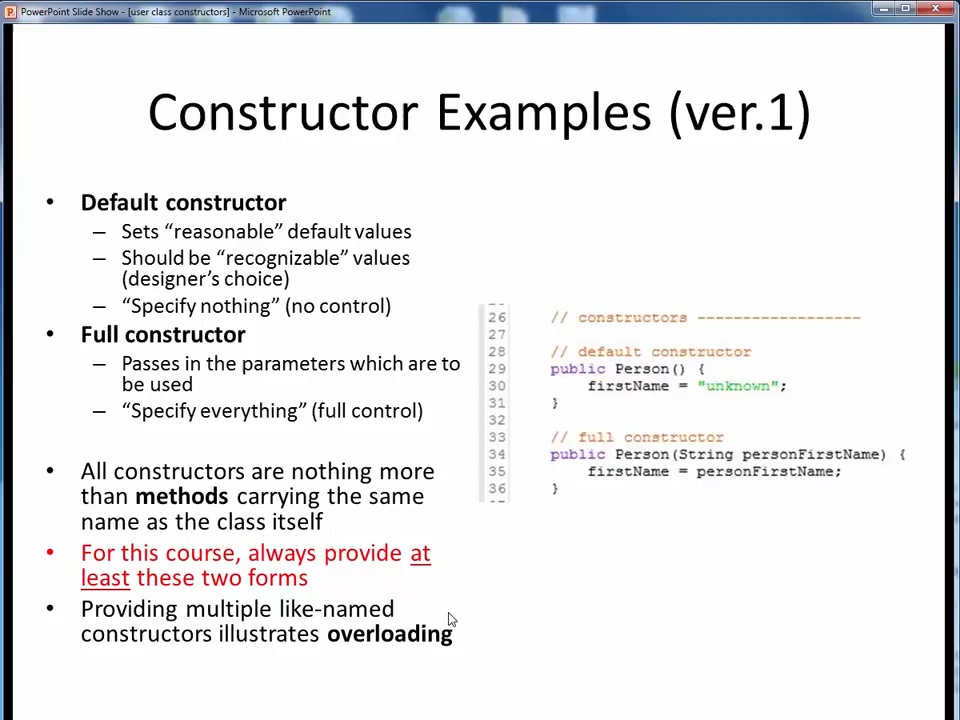 PowerPoint Slide Show - [user class constructors] - Microsoft PowerPoint
Constructor Examples (ver.1)
• Default constructor
– Sets “reasonable” default values
– Should be “recognizable” values
(designer’s choice)
– “Specify nothing” (no control)
• Full constructor
– Passes in the parameters which are to
be used
– “Specify everything” (full control)
• All constructors are nothing more
than methods carrying the same
name as the class itself
• For this course, always provide at
least these two forms
• Providing multiple like-named
constructors illustrates overloading
26 // constructors ------------------
27
28 // default constructor
29 public Person() {
30 firstName = "unknown";
31 }
32
33 // full constructor
34 public Person(String personFirstName) {
35 firstName = personFirstName;
36 }